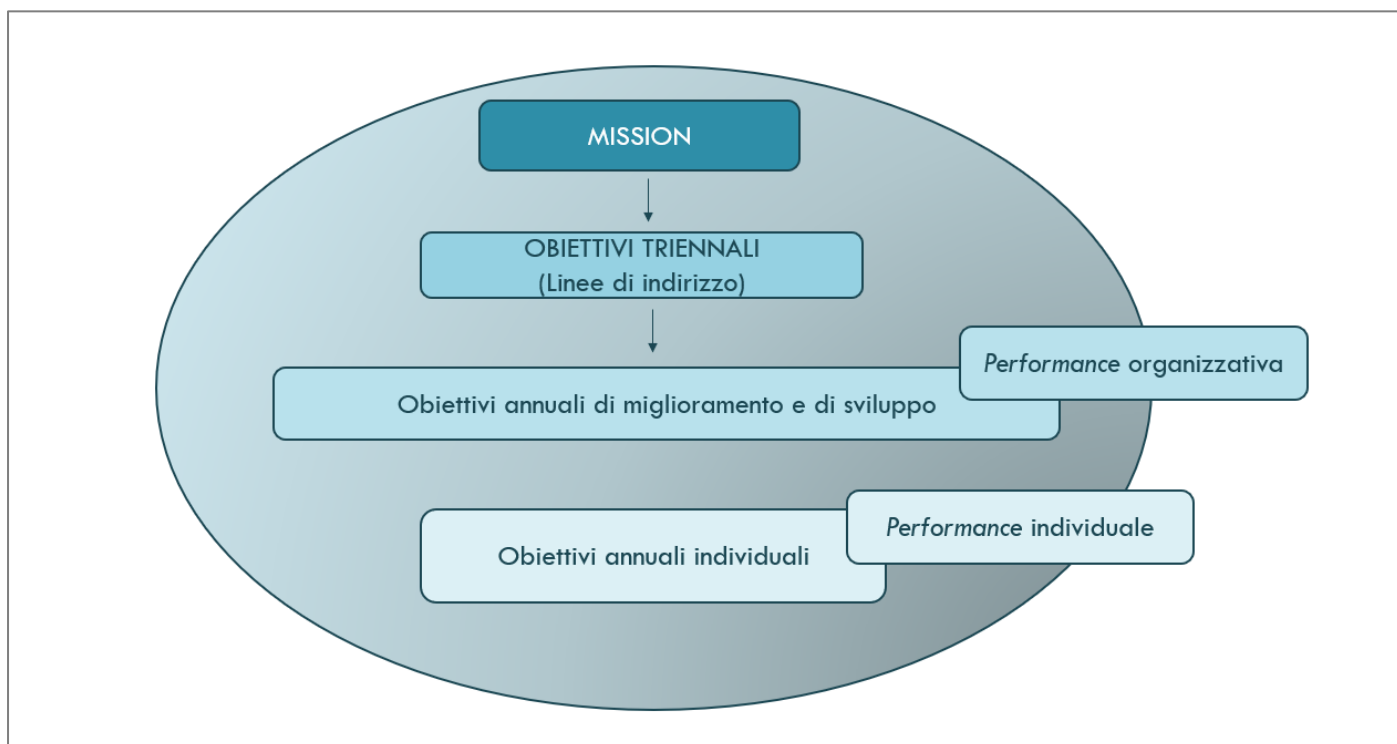 MISSION
OBIETTIVI TRIENNALI
(Linee di indirizzo)
Performance organizzativa
Obiettivi annuali di miglioramento e di sviluppo
Performance individuale
Obiettivi annuali individuali